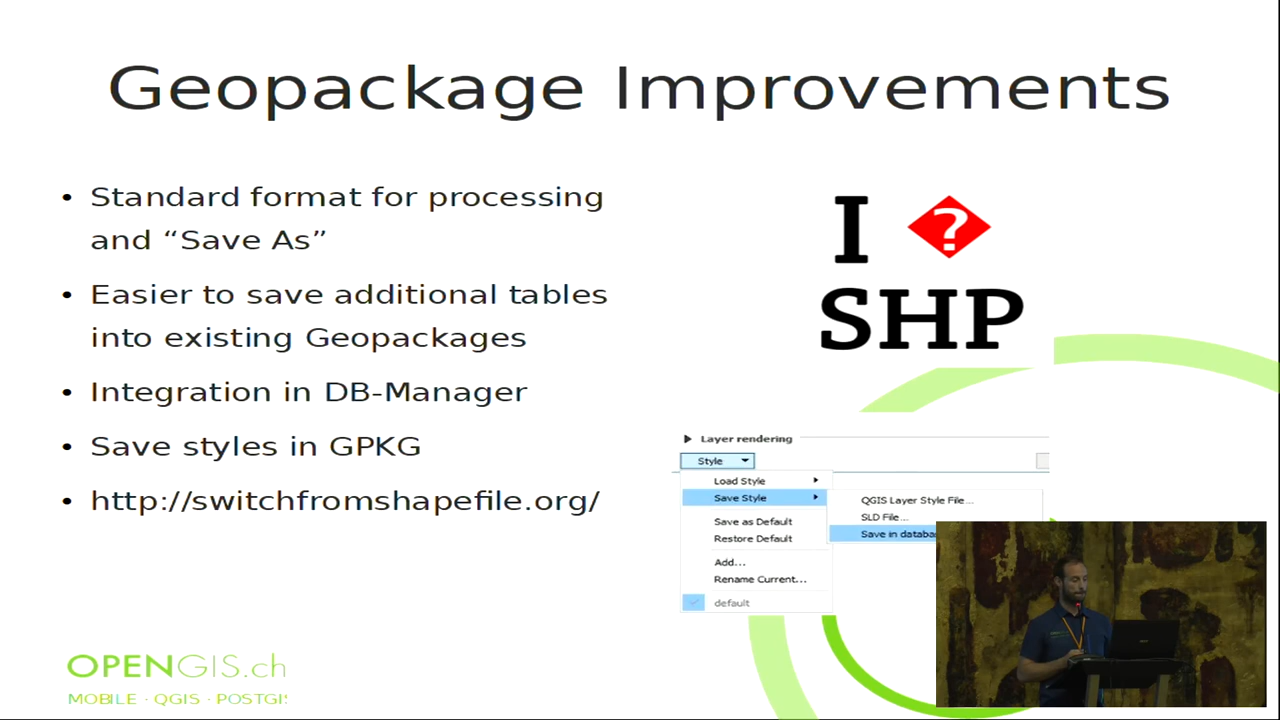 Geopackage Improvements
• Standard format for processing
and “Save As”
• Easier to save additional tables
into existing Geopackages
• Integration in DB-Manager
• Save styles in GPKG
• http://switchfromshapefile.org/
I ?
SHP
Layer rendering
Style
Load Style
Save Style
Save as Default
Restore Default
Add...
Rename Current...
default
QGIS Layer Style File...
SLD File...
Save in databa
OPENGIS.ch
MOBILE · QGIS · POSTGI